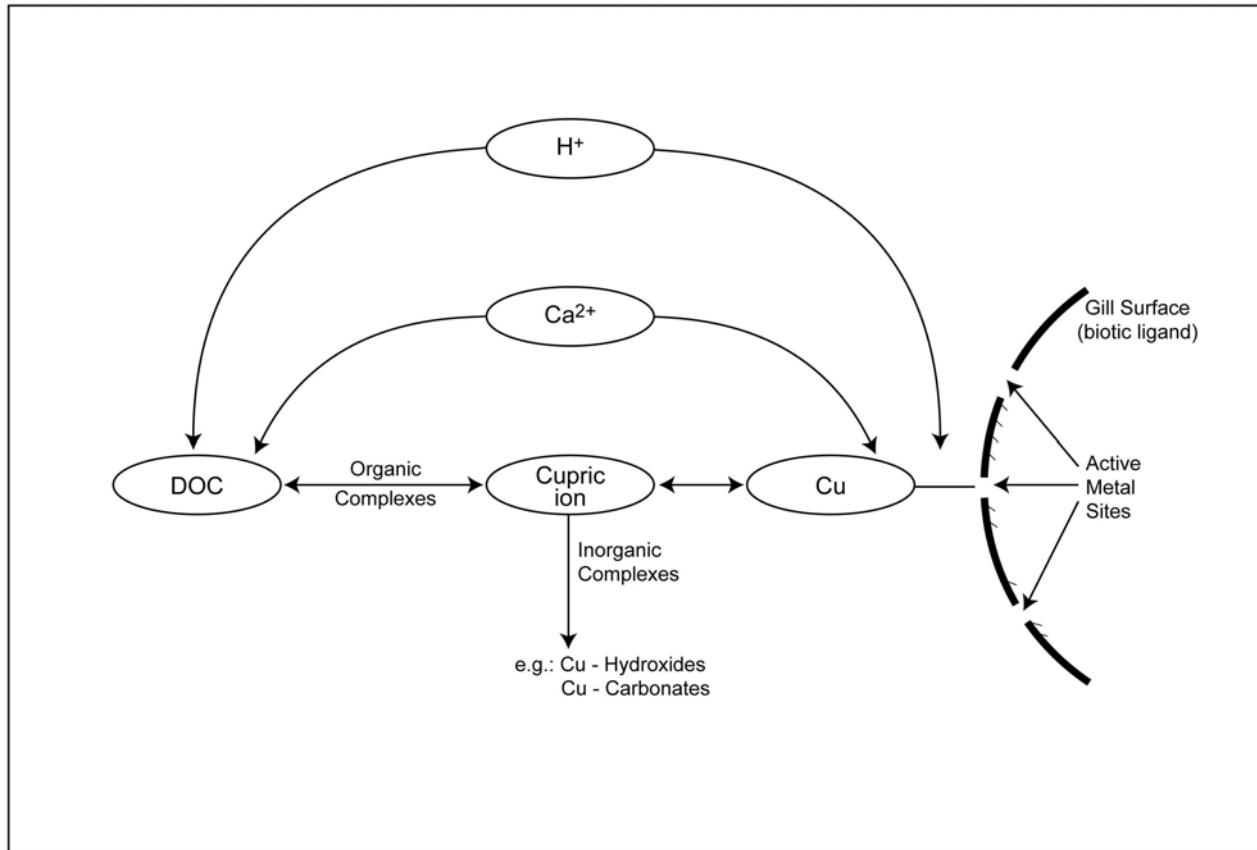 H+
Ca2+
Gill Surface
(biotic ligand)
DOC
Organic
Complexes
Cupric
ion
Cu
Active
Metal
Sites
Inorganic
Complexes
e.g.: Cu - Hydroxides
Cu - Carbonates